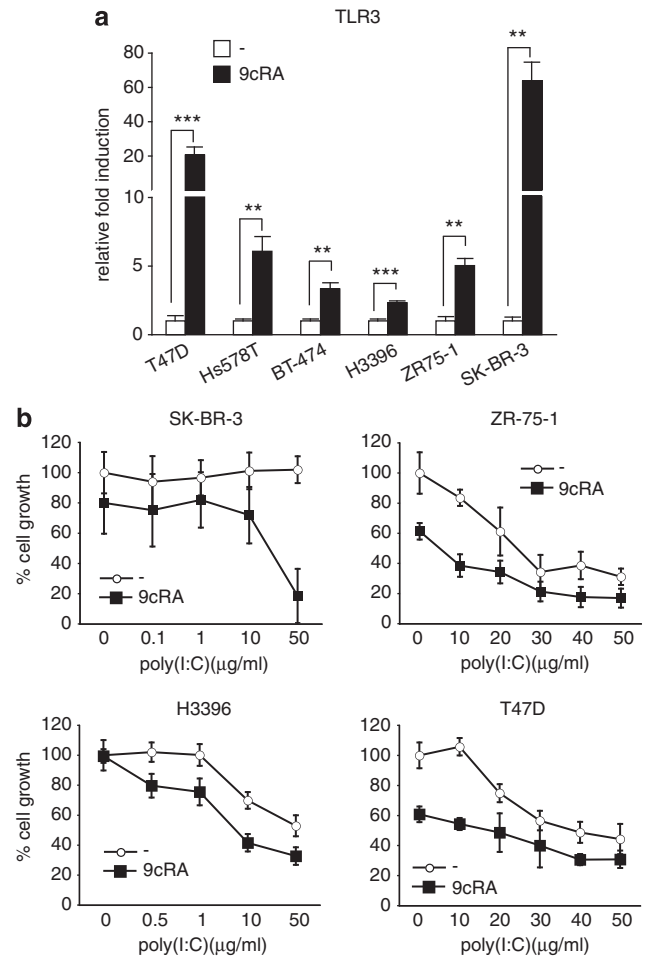 a
TLR3
-
9cRA
relative fold induction
80
60
40
20
10
5
0
***
**
**
***
**
**
T47D
Hs578T
BT-474
H3396
ZR75-1
SK-BR-3
b
SK-BR-3
% cell growth
120
100
80
60
40
20
0
-
9cRA
0 0.1 1 10 50
poly(I:C)(μg/ml)
ZR-75-1
120
100
80
60
40
20
0
-
9cRA
0 10 20 30 40 50
poly(I:C)(μg/ml)
H3396
% cell growth
120
100
80
60
40
20
0
-
9cRA
0 0.5 1 10 50
poly(I:C)(μg/ml)
T47D
120
100
80
60
40
20
0
-
9cRA
0 10 20 30 40 50
poly(I:C)(μg/ml)